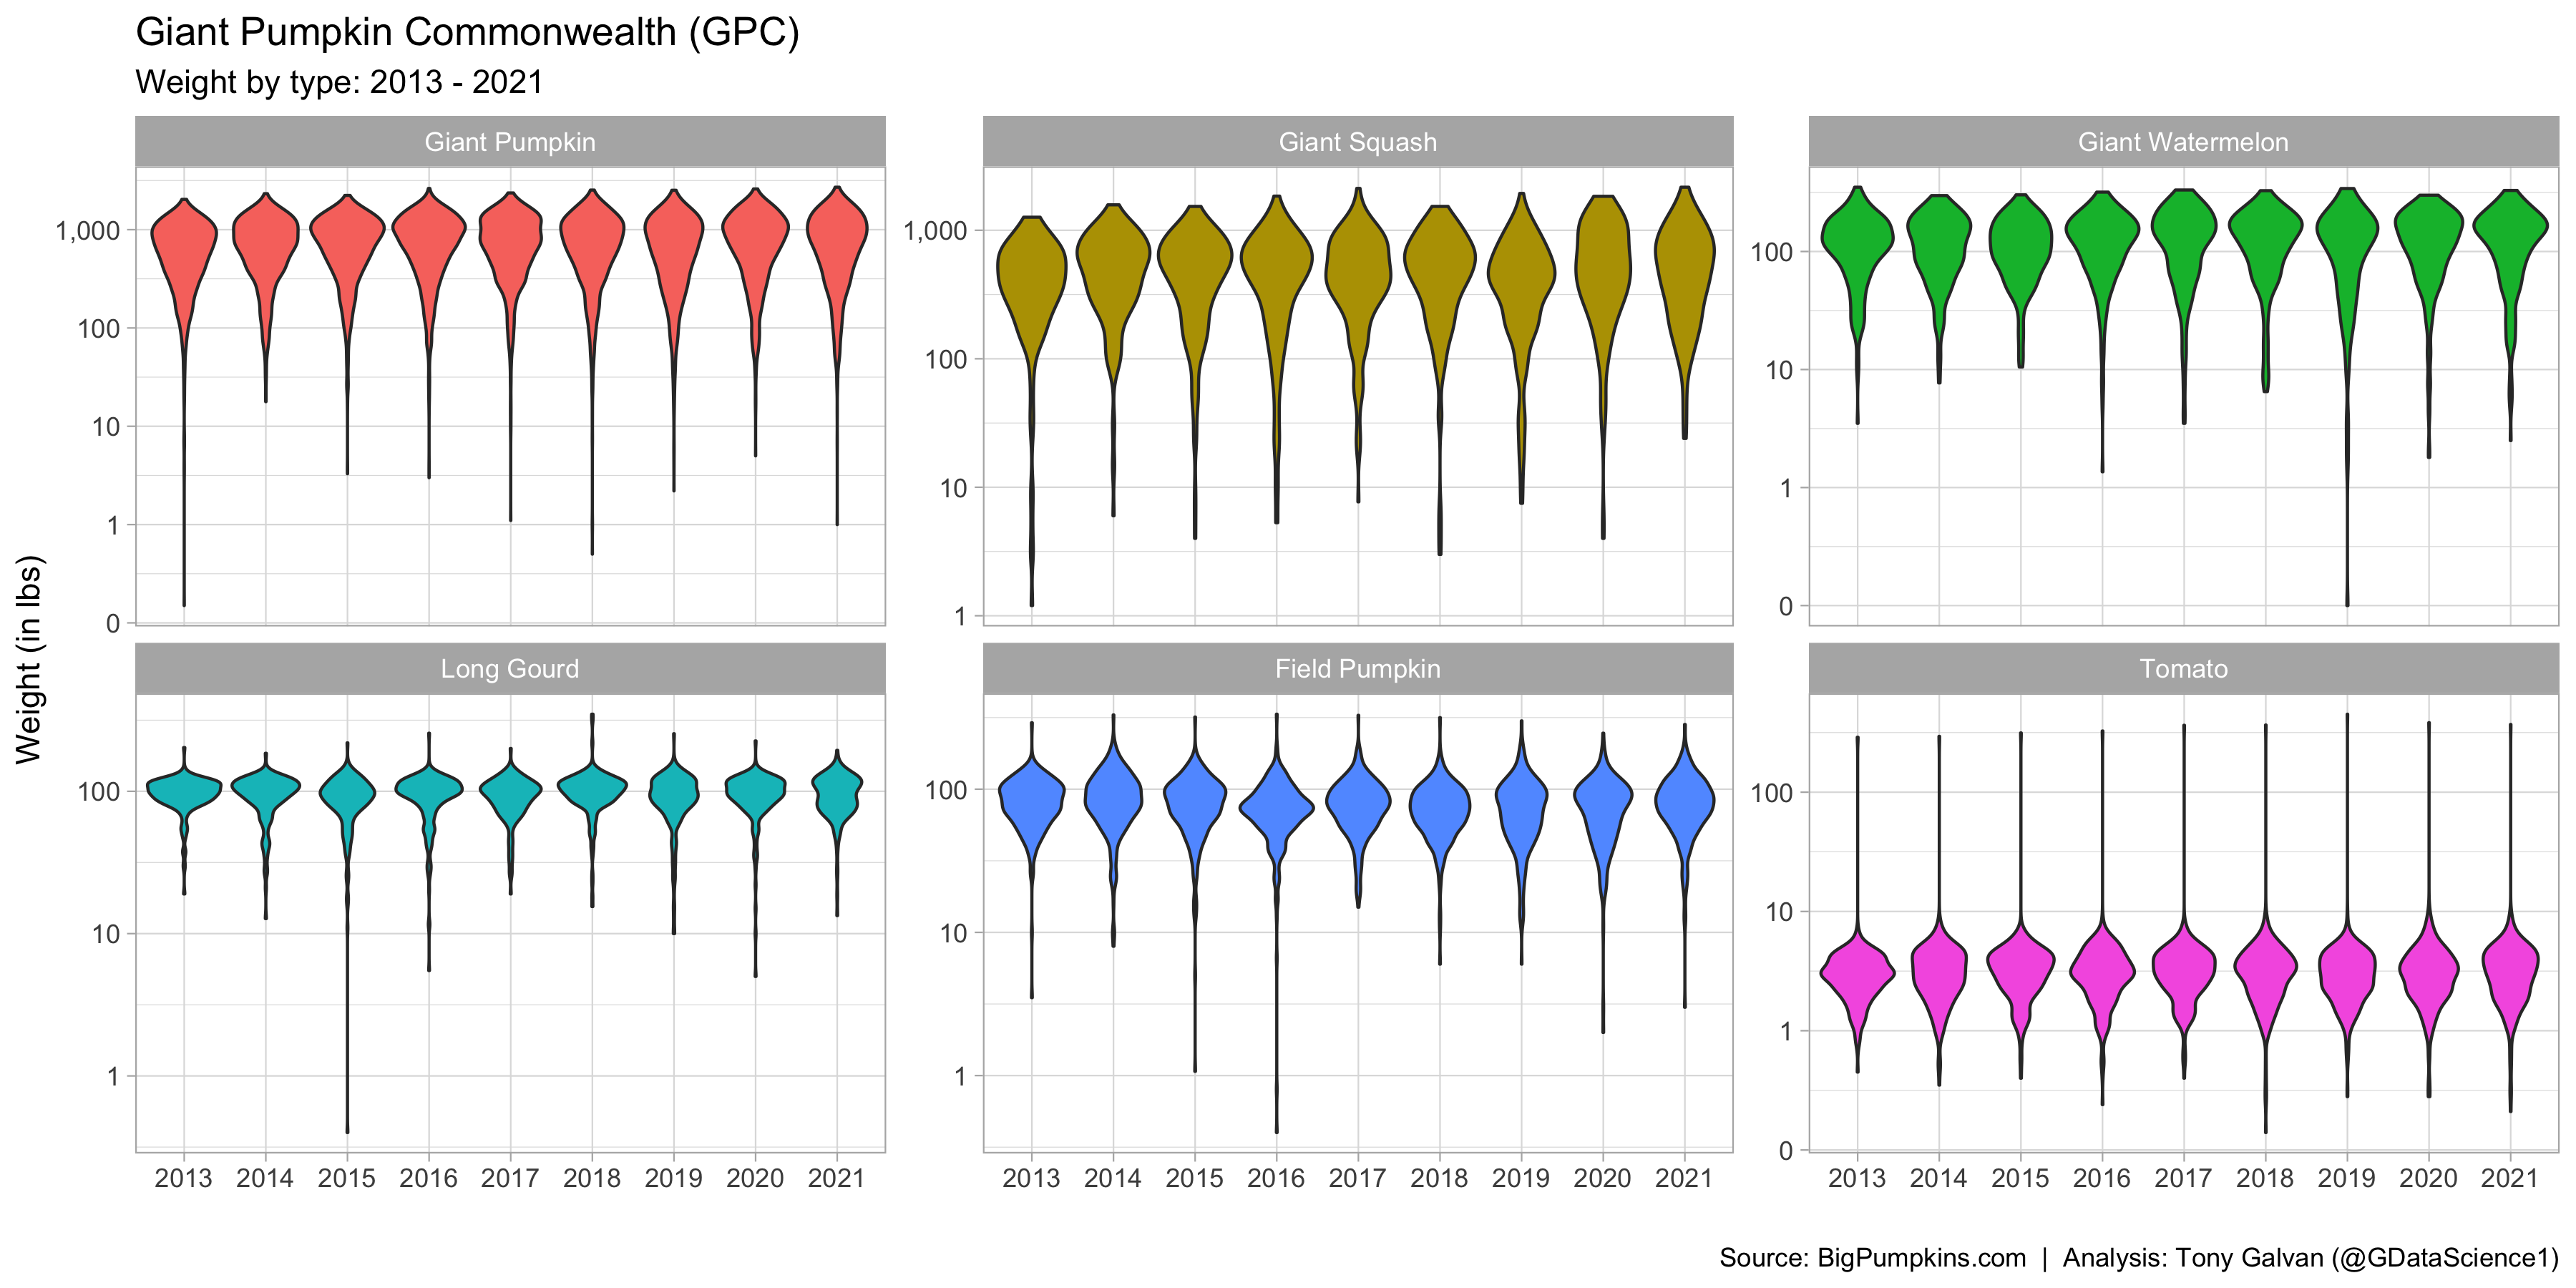 Giant Pumpkin Commonwealth (GPC)
Weight by type: 2013 - 2021
Weight (in lbs)
Giant Pumpkin
1,000
100
10
1
0
Giant Squash
1,000
100
10
1
Giant Watermelon
100
10
1
0
Long Gourd
100
10
1
2013 2014 2015 2016 2017 2018 2019 2020 2021
Field Pumpkin
100
10
1
2013 2014 2015 2016 2017 2018 2019 2020 2021
Tomato
100
10
1
0
2013 2014 2015 2016 2017 2018 2019 2020 2021
Source: BigPumpkins.com | Analysis: Tony Galvan (@GDataScience1)